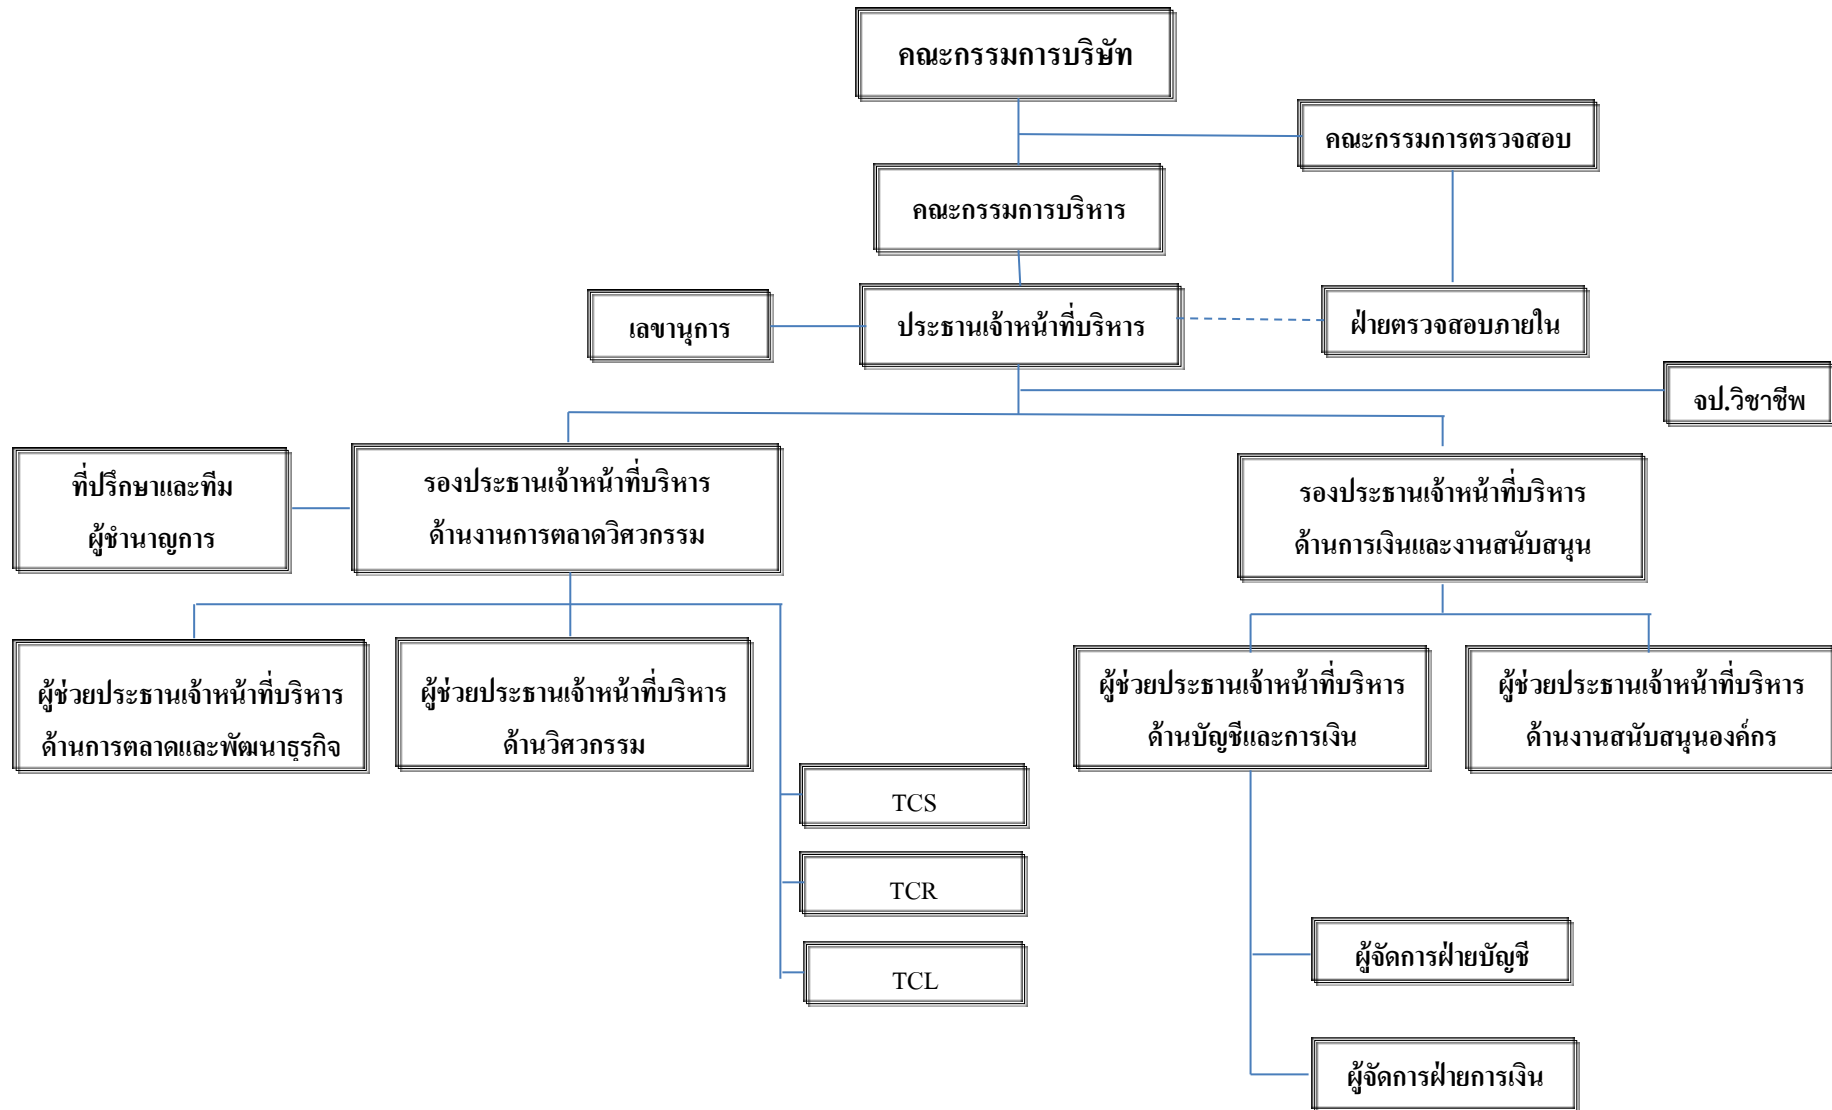 คณะกรรมการบริษัท
คณะกรรมการตรวจสอบ
คณะกรรมการบริหาร
เลขานุการ
ประธานเจ้าหน้าที่บริหาร
ฝ่ายตรวจสอบภายใน
จป.วิชาชีพ
ที่ปรึกษาและทีม
ผู้ชำนาญการ
รองประธานเจ้าหน้าที่บริหาร
ด้านงานการตลาดวิศวกรรม
รองประธานเจ้าหน้าที่บริหาร
ด้านการเงินและงานสนับสนุน
ผู้ช่วยประธานเจ้าหน้าที่บริหาร
ด้านการตลาดและพัฒนาธุรกิจ
ผู้ช่วยประธานเจ้าหน้าที่บริหาร
ด้านวิศวกรรม
ผู้ช่วยประธานเจ้าหน้าที่บริหาร
ด้านบัญชีและการเงิน
ผู้ช่วยประธานเจ้าหน้าที่บริหาร
ด้านงานสนับสนุนองค์กร
TCS
TCR
TCL
ผู้จัดการฝ่ายบัญชี
ผู้จัดการฝ่ายการเงิน